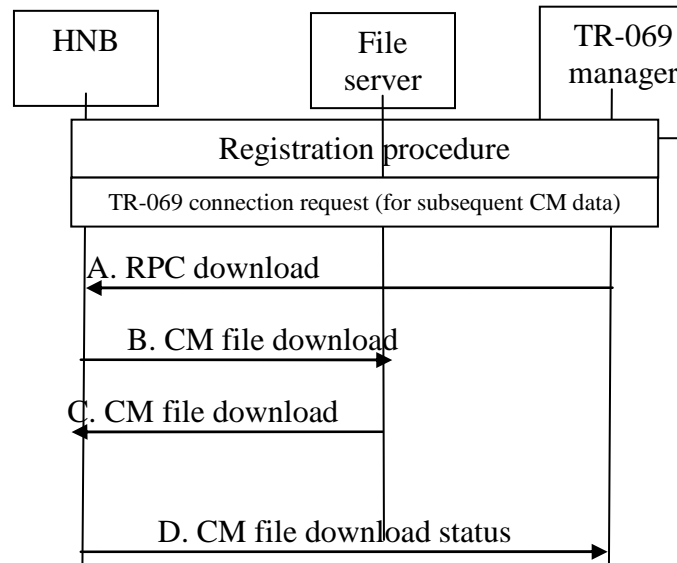 HNB
File
server
TR-069
manager
Registration procedure
TR-069 connection request (for subsequent CM data)
A. RPC download
B. CM file download
C. CM file download
D. CM file download status